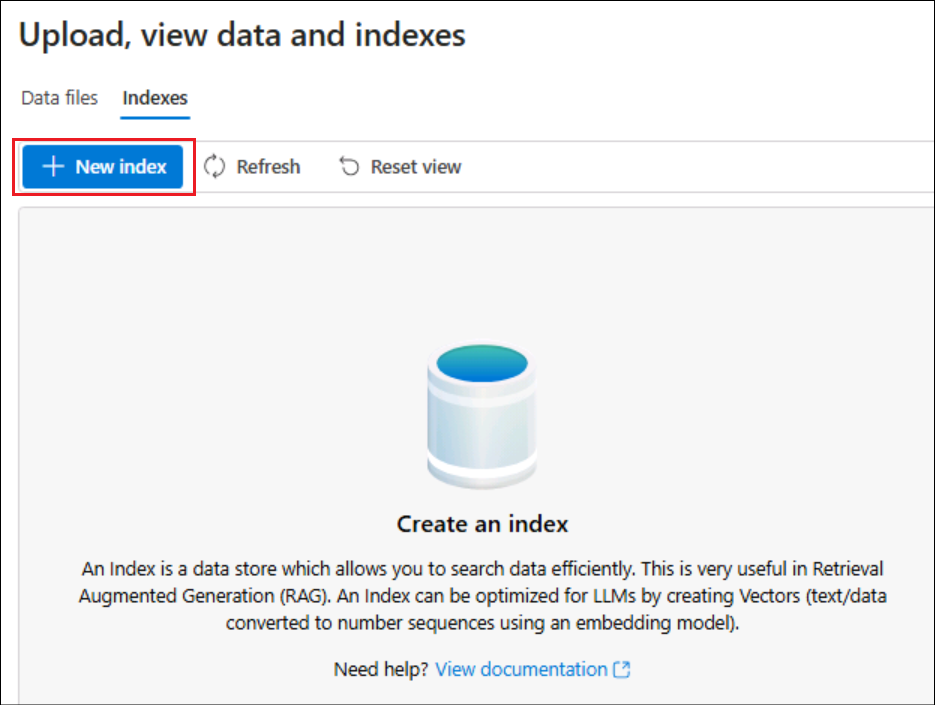 Upload, view data and indexes
Data files Indexes
New index Refresh Reset view
Create an index
An Index is a data store which allows you to search data efficiently. This is very useful in Retrieval
Augmented Generation (RAG). An Index can be optimized for LLMs by creating Vectors (text/data
converted to number sequences using an embedding model).
Need help? View documentation